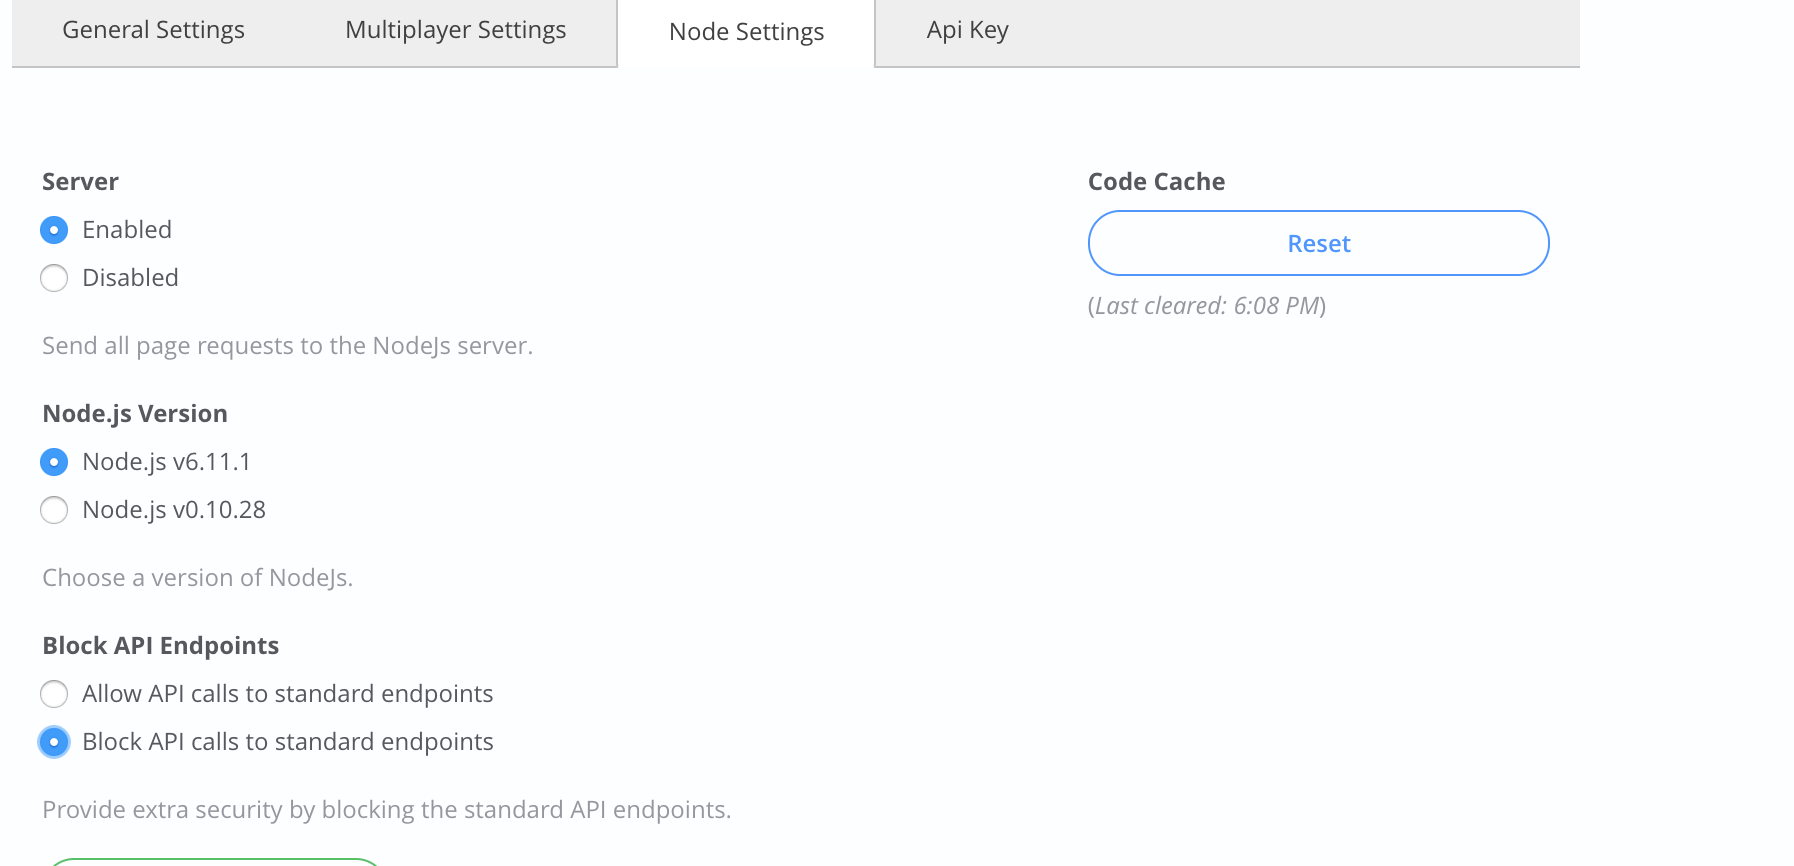 General Settings
Multiplayer Settings
Node Settings
Api Key
Server
Enabled
Disabled
Send all page requests to the NodeJs server.
Node.js Version
Node.js v6.11.1
Node.js v0.10.28
Choose a version of NodeJs.
Block API Endpoints
Allow API calls to standard endpoints
Block API calls to standard endpoints
Provide extra security by blocking the standard API endpoints.
Code Cache
Reset
(Last cleared: 6:08 PM)